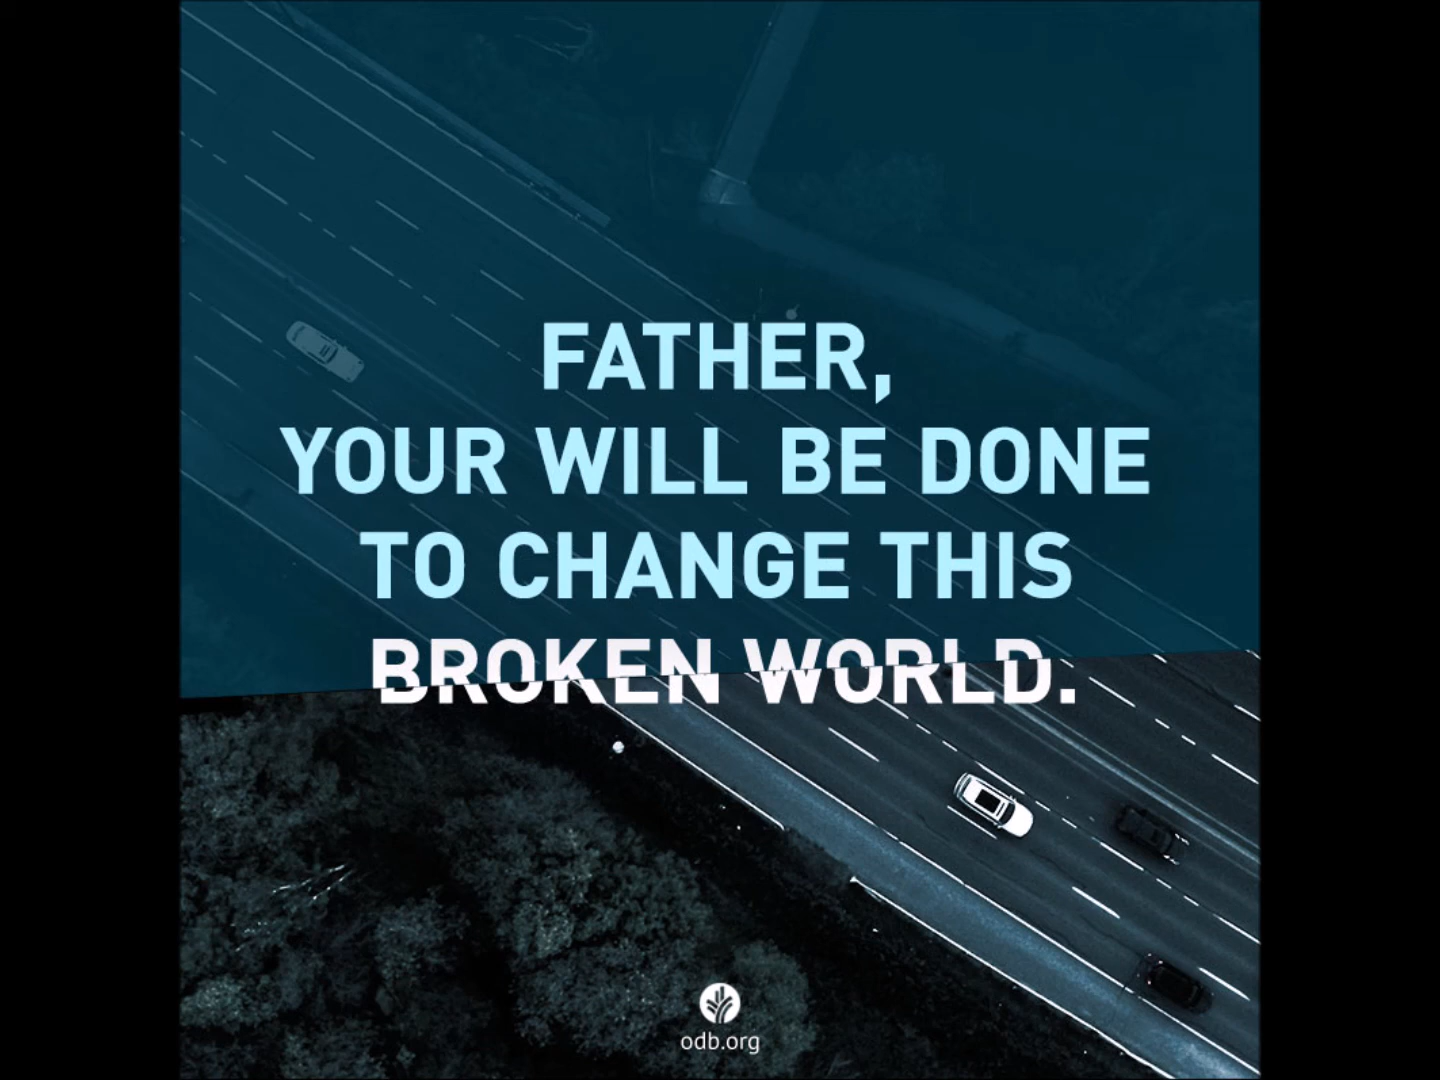 FATHER,
YOUR WILL BE DONE
TO CHANGE THIS
BROKEN WORLD.
odb.org